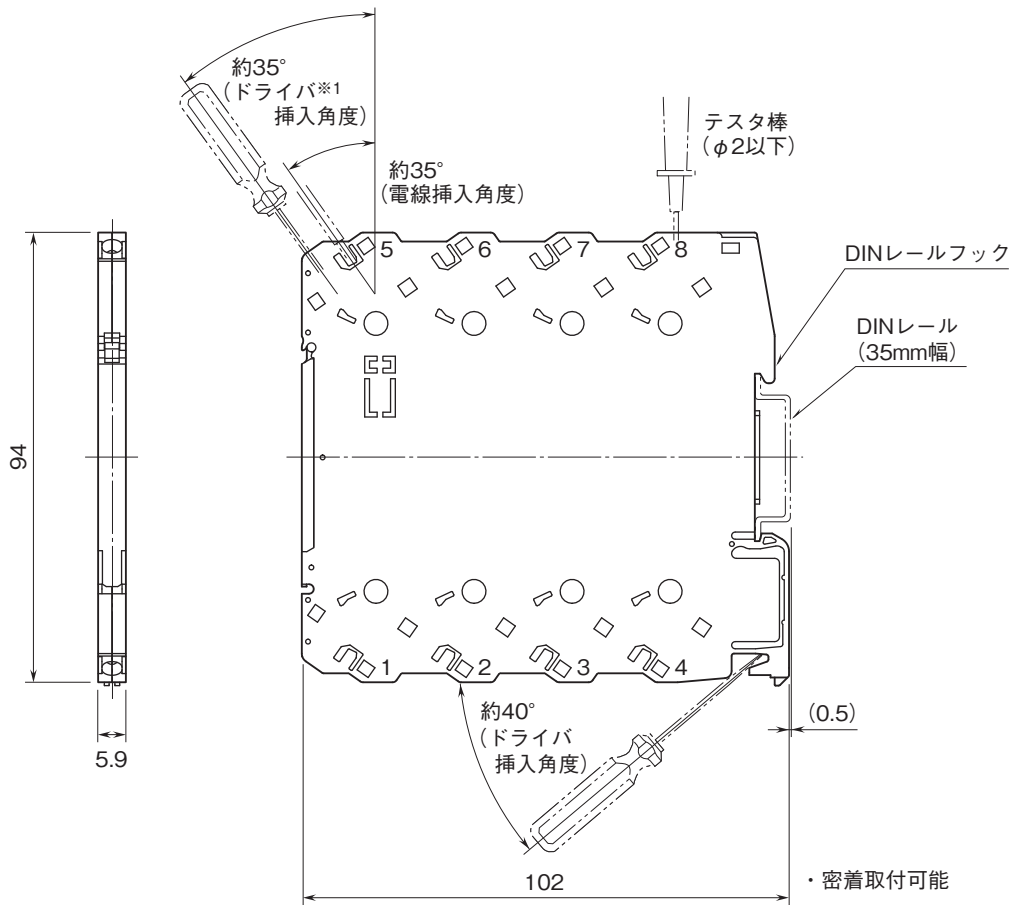 約35°
（ドライバ※1
挿入角度）
約35°
（電線挿入角度）
テスタ棒
（φ2以下）
DINレールフック
DINレール
（35mm幅）
5
6
7
8
94
5.9
1
2
3
4
約40°
（ドライバ
挿入角度）
（0.5）
102
・密着取付可能